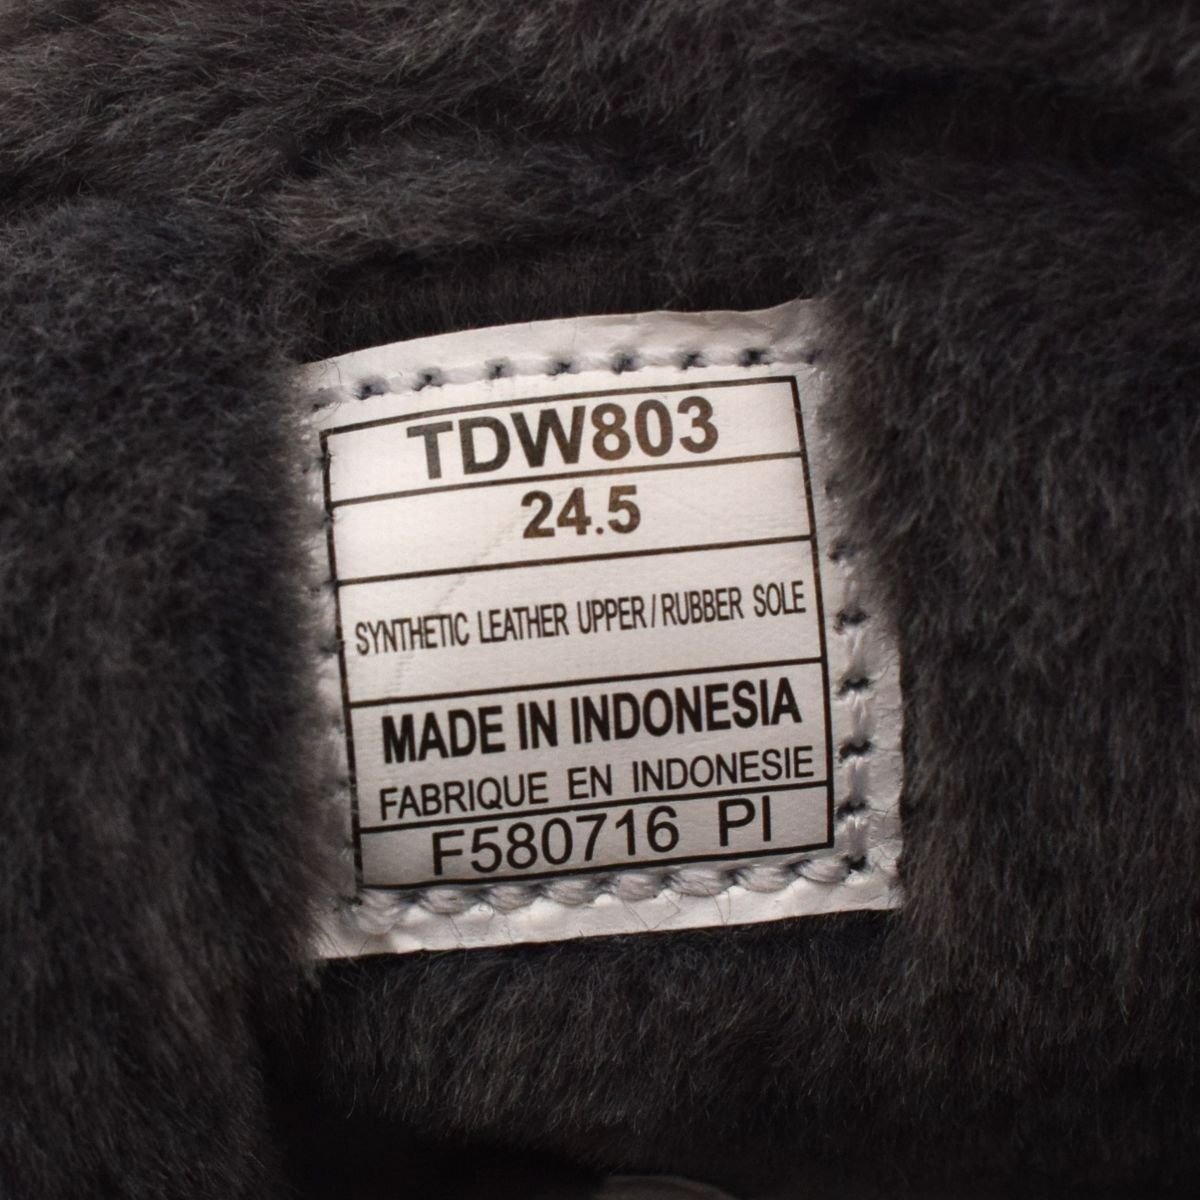 TDW803
24.5
SYNTHETIC LEATHER UPPER / RUBBER SOLE
MADE IN INDONESIA
FABRIQUE EN INDONESIE
F580716 PI